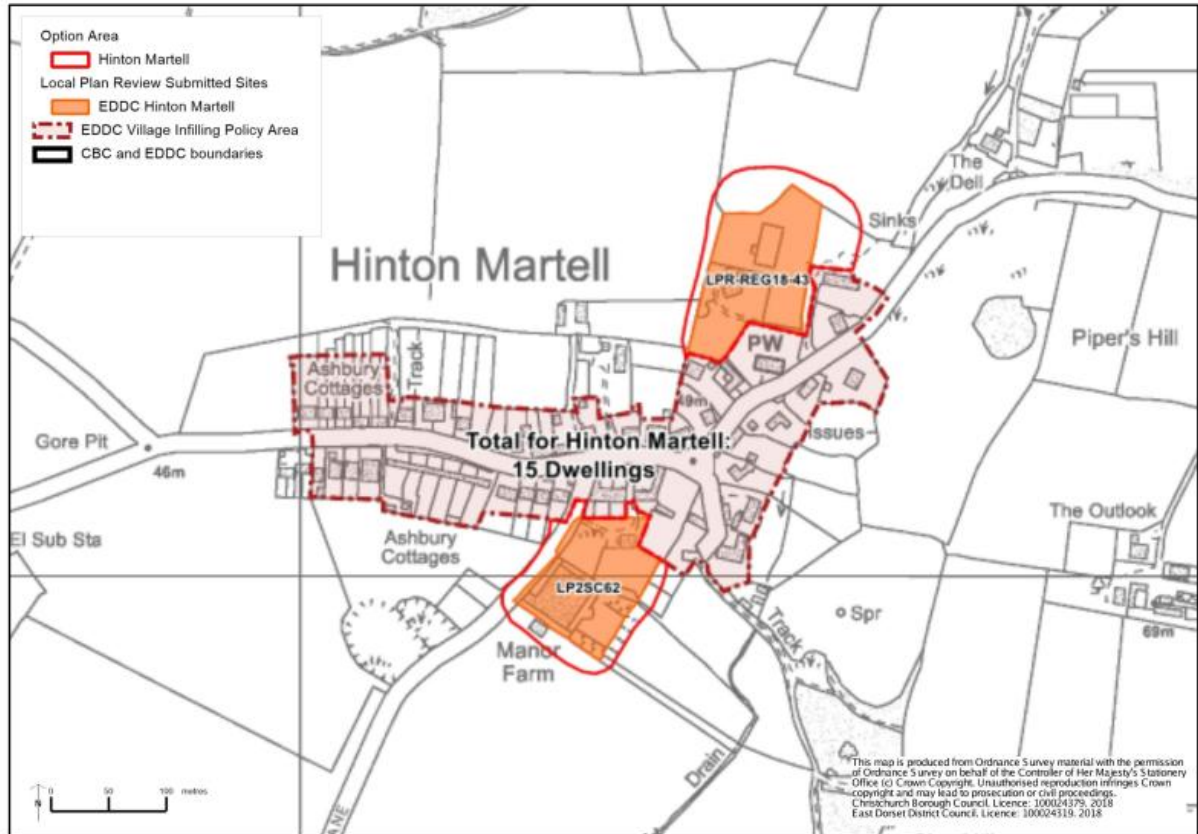 Option Area
Hinton Martell
Local Plan Review Submitted Sites
EDDC Hinton Martell
EDDC Village Infilling Policy Area
CBC and EDDC boundaries
The
Dell
Sinks
Hinton Martell
LPR-REG18-43
PW
Piper's Hill
Ashbury
Cottages
Track
49m
Gore Pit
46m
Total for Hinton Martell:
15 Dwellings
Issues
The Outlook
El Sub Sta
Ashbury
Cottages
LP2SC62
Spr
Manor
Farm
Track
69m
Drain
N
0 50 100 metres
ANE
This map is produced from Ordnance Survey material with the permission
of Ordnance Survey on behalf of the Controller of Her Majesty's Stationery
Office (c) Crown Copyright. Unauthorised reproduction infringes Crown
copyright and may lead to prosecution or civil proceedings.
Christchurch Borough Council. Licence: 100024379. 2018
East Dorset District Council. Licence: 100024319. 2018